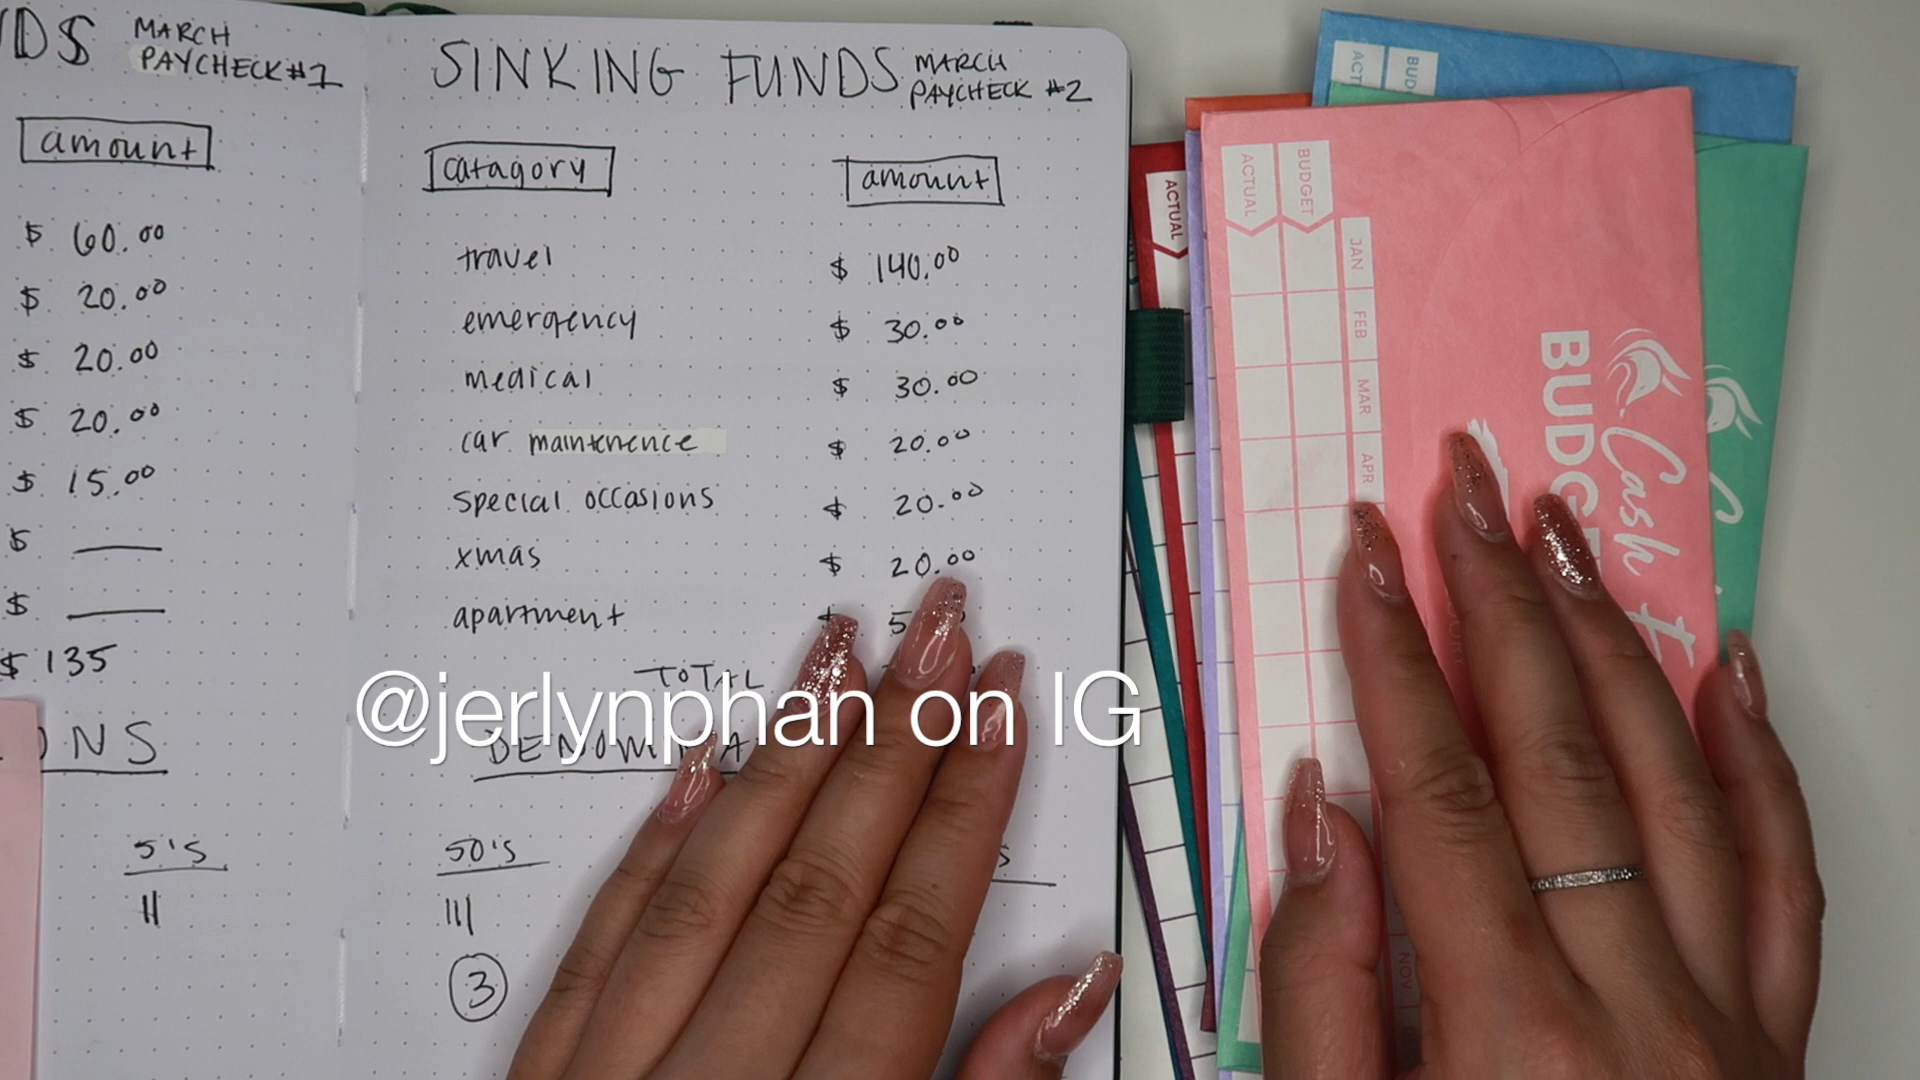 DS MARCH
PAYCHECK #1
amount
$ 60.00
$ 20.00
$ 20.00
$ 20.00
$ 15.00
$
$
$ 135
ONS
5's
SINKING FUNDS MARCH
PAYCHECK #2
catagory amount
travel $ 140.00
emergency $ 30.00
medical $ 30.00
car maintenence $ 20.00
special occasions $ 20.00
xmas $ 20.00
apartment
TOTAL
@jerlynphan on IG
50's
3
ACTUAL
ACTUAL
BUDGET
JAN
FEB
MAR
APR
NOV
Cash